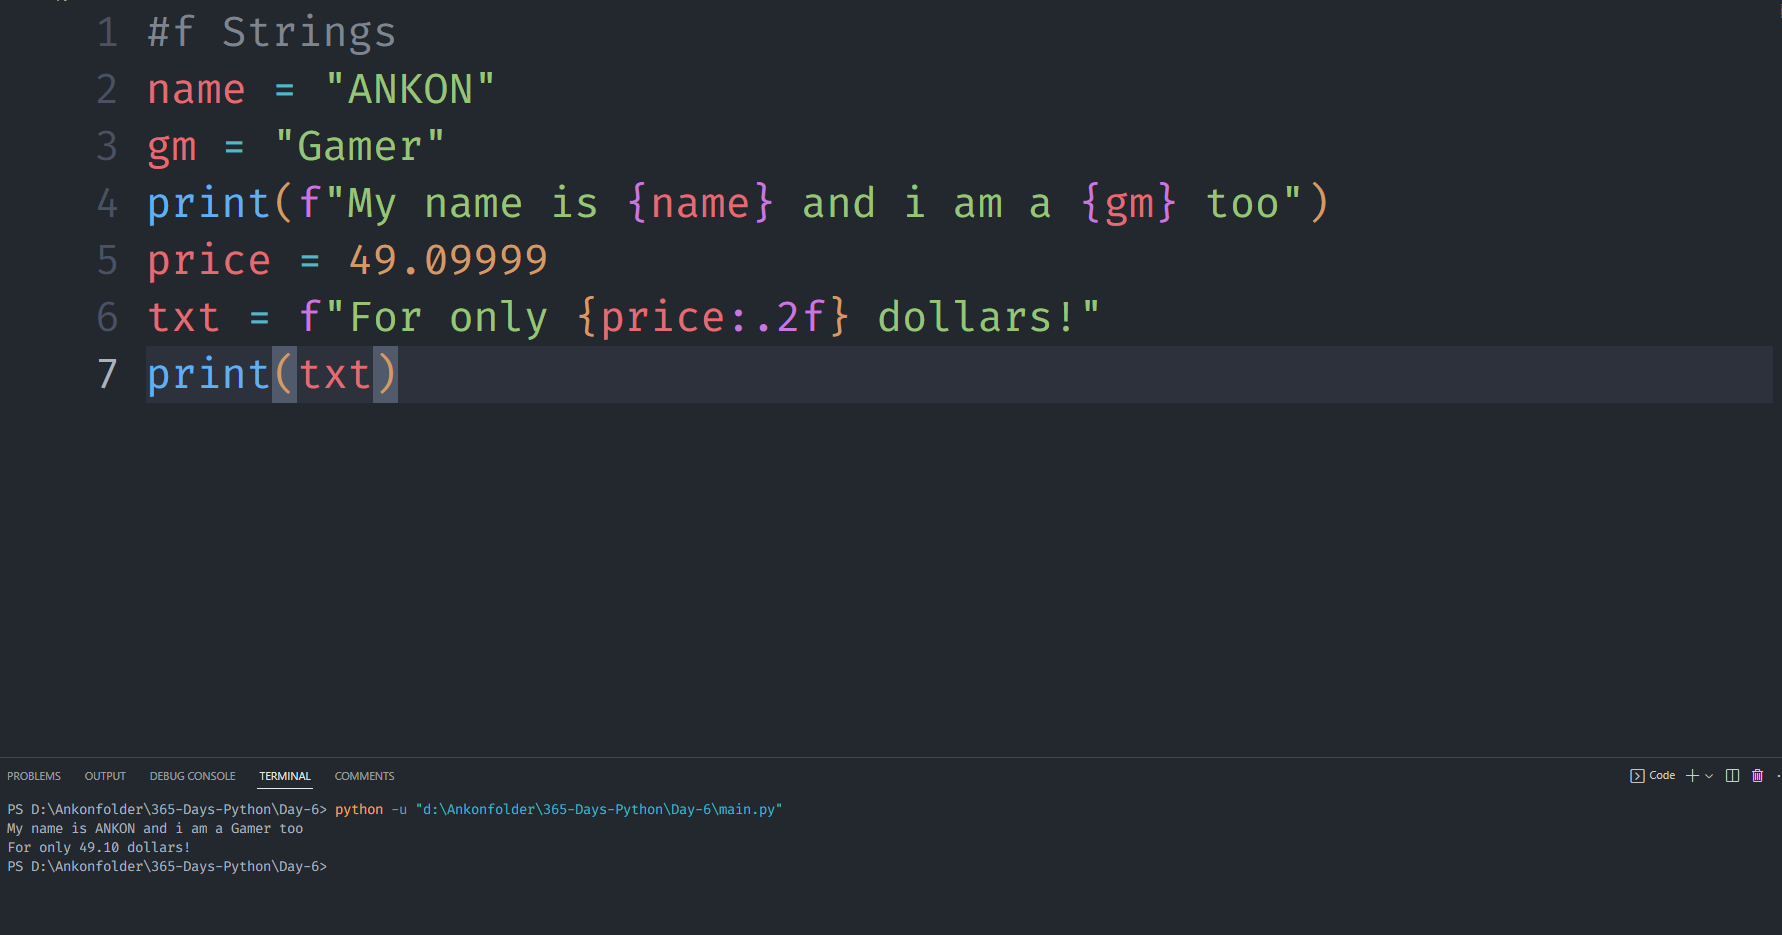 1 #f Strings
2 name = "ANKON"
3 gm = "Gamer"
4 print(f"My name is {name} and i am a {gm} too")
5 price = 49.09999
6 txt = f"For only {price:.2f} dollars!"
7 print(txt)
PROBLEMS OUTPUT DEBUG CONSOLE TERMINAL COMMENTS Code
PS D:\Ankonfolder\365-Days-Python\Day-6> python -u "d:\Ankonfolder\365-Days-Python\Day-6\main.py"
My name is ANKON and i am a Gamer too
For only 49.10 dollars!
PS D:\Ankonfolder\365-Days-Python\Day-6>